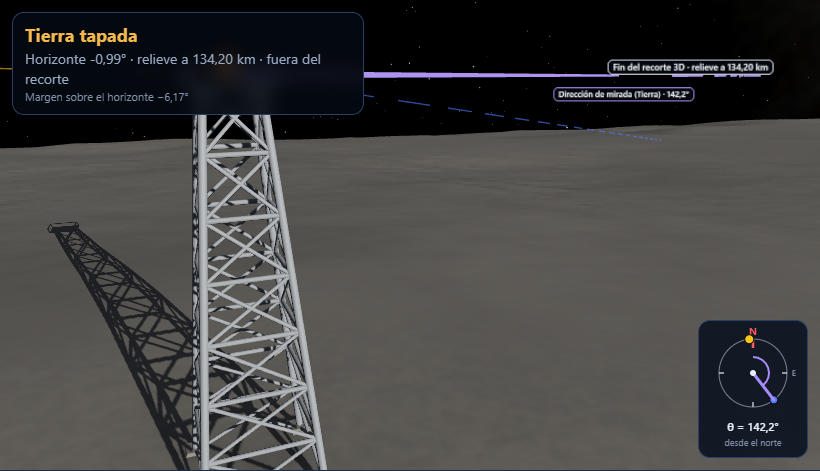 Tierra tapada
Horizonte -0,99° · relieve a 134,20 km · fuera del
recorte
Margen sobre el horizonte −6,17°
Fin del recorte 3D · relieve a 134,20 km
Dirección de mirada (Tierra) · 142,2°
N
E
θ = 142,2°
desde el norte